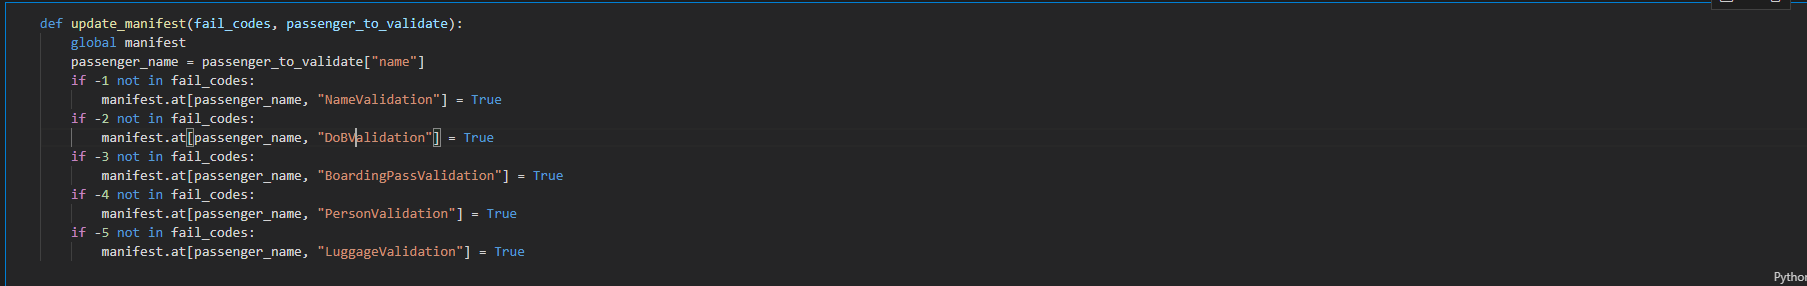 def update_manifest(fail_codes, passenger_to_validate):
    global manifest
    passenger_name = passenger_to_validate["name"]
    if -1 not in fail_codes:
        manifest.at[passenger_name, "NameValidation"] = True
    if -2 not in fail_codes:
        manifest.at[passenger_name, "DoBValidation"] = True
    if -3 not in fail_codes:
        manifest.at[passenger_name, "BoardingPassValidation"] = True
    if -4 not in fail_codes:
        manifest.at[passenger_name, "PersonValidation"] = True
    if -5 not in fail_codes:
        manifest.at[passenger_name, "LuggageValidation"] = True
Python